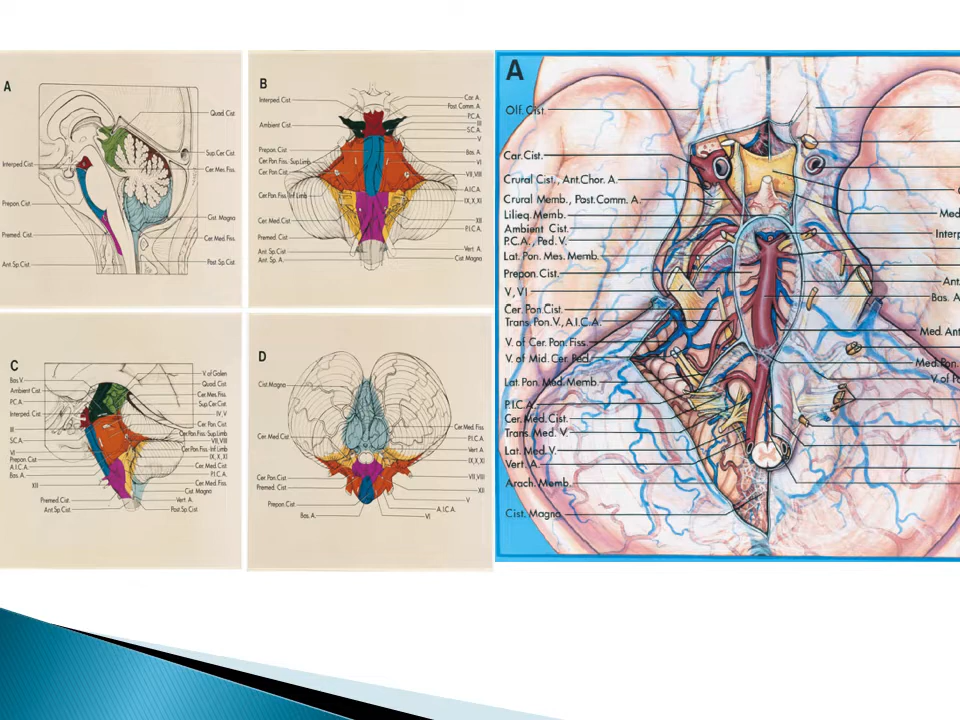 A
Quad. Cist.
Interped. Cist.
Sup. Cer. Cist.
Cer. Mes. Fiss.
Prepon. Cist.
Cist. Magna
Premed. Cist.
Cer. Med. Fiss.
Ant. Sp. Cist.
Post. Sp. Cist.
B
Interped. Cist.
Car. A.
Post. Comm. A.
P.C.A.
Ambient Cist.
III
S.C.A.
V
Prepon. Cist.
Bas. A.
Cer. Pon. Fiss.-Sup. Limb
VI
Cer. Pon. Cist.
VII, VIII
A.I.C.A.
Cer. Pon. Fiss.-Inf. Limb
IX, X, XI
Cer. Med. Cist.
XII
P.I.C.A.
Premed. Cist.
Ant. Sp. Cist.
Vert. A.
Ant. Sp. A.
Cist. Magna
C
Bas. V.
V. of Galen
Ambient Cist.
Quad. Cist.
P.C.A.
Cer. Mes. Fiss.
Sup. Cer. Cist.
Interped. Cist.
IV, V
III
Cer. Pon. Cist.
Cer. Pon. Fiss.-Sup. Limb
S.C.A.
VII, VIII
VI
Cer. Pon. Fiss.-Inf. Limb
Prepon. Cist.
IX, X, XI
A.I.C.A.
Cer. Med. Cist.
Bas. A.
P.I.C.A.
XII
Cer. Med. Fiss.
Cist. Magna
Premed. Cist.
Vert. A.
Ant. Sp. Cist.
Post. Sp. Cist.
D
Cist. Magna
Cer. Med. Fiss.
Cer. Med. Cist.
P.I.C.A.
Vert. A.
IX, X, XI
Cer. Pon. Cist.
VII, VIII
Premed. Cist.
XII
Prepon. Cist.
V
A.I.C.A.
Bas. A.
VI
A
Olf. Cist.
Car. Cist.
Crural Cist., Ant. Chor. A.
Crural Memb., Post. Comm. A.
Lilieq. Memb.
Med
Ambient Cist.
Interp
P.C.A., Ped. V.
Lat. Pon. Mes. Memb.
Prepon. Cist.
Ant.
V, VI
Bas. A
Cer. Pon. Cist.
Trans. Pon. V., A.I.C.A.
Med. Ant
V. of Cer. Pon. Fiss.
V. of Mid. Cer. Ped.
Med. Pon.
Lat. Pon. Med. Memb.
V. of Po
P.I.C.A.
Cer. Med. Cist.
Trans. Med. V.
Lat. Med. V.
Vert. A.
Arach. Memb.
Cist. Magna